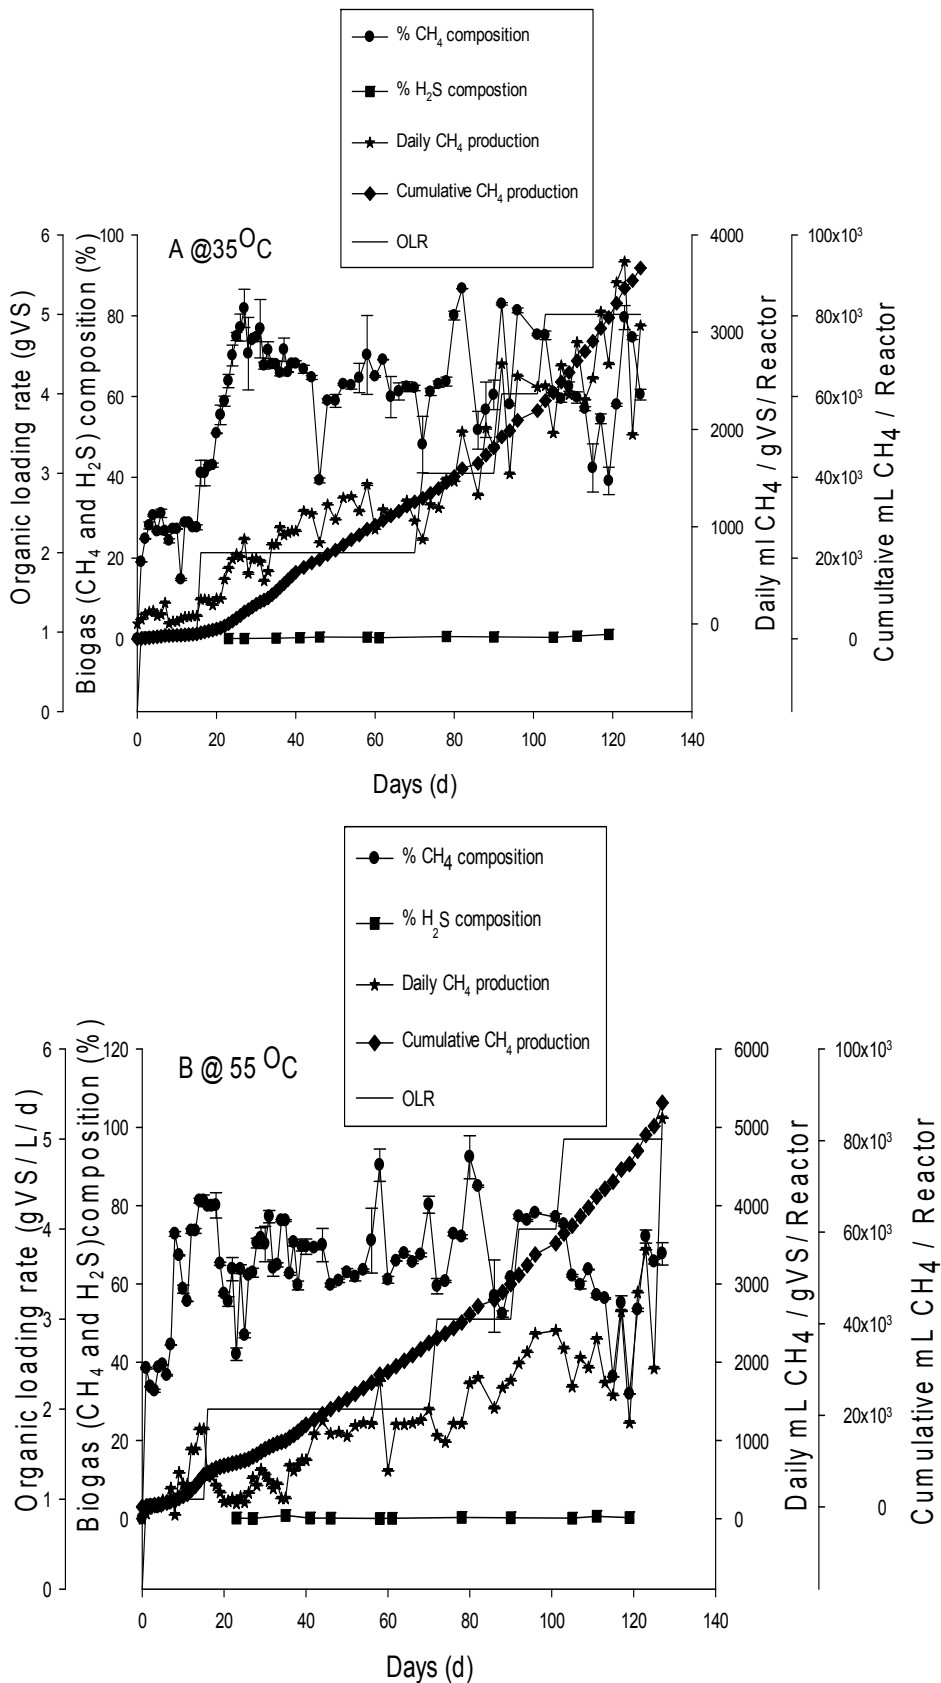 % CH4 composition
% H2S compostion
Daily CH4 production
Cumulative CH4 production
OLR
A @35OC
Organic loading rate (gVS)
6
5
4
3
2
1
0
Biogas (CH4 and H2S) composition (%)
100
80
60
40
20
0
Daily ml CH4 / gVS/ Reactor
4000
3000
2000
1000
0
Cumultaive mL CH4 / Reactor
100x103
80x103
60x103
40x103
20x103
0
0 20 40 60 80 100 120 140
Days (d)
% CH4 composition
% H2S composition
Daily CH4 production
Cumulative CH4 production
OLR
B @ 55 OC
Organic loading rate (gVS/ L/ d)
6
5
4
3
2
1
0
Biogas (CH4 and H2S)composition (%)
120
100
80
60
40
20
0
Daily mL CH4 / gVS/ Reactor
6000
5000
4000
3000
2000
1000
0
Cumulative mL CH4 / Reactor
100x103
80x103
60x103
40x103
20x103
0
0 20 40 60 80 100 120 140
Days (d)